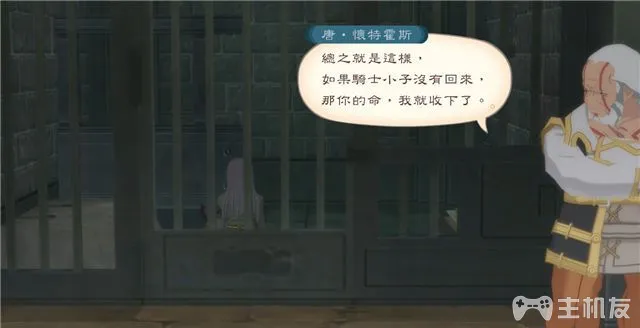 唐・懷特霍斯
總之就是這樣，
如果騎士小子沒有回來，
那你的命，我就收下了。
主机友